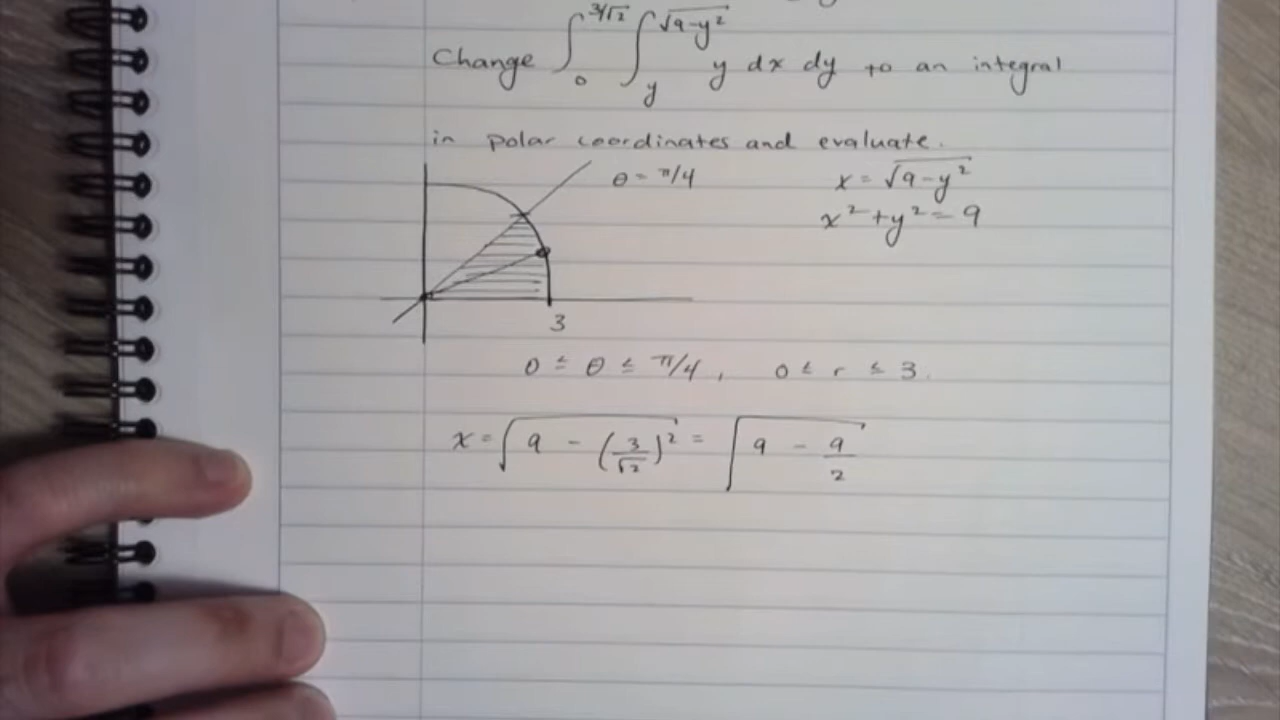 Change ∫₀^{3/√2} ∫_y^{√(9-y²)} y dx dy to an integral
in polar coordinates and evaluate.
θ = π/4
x = √(9-y²)
x² + y² = 9
3
0 ≤ θ ≤ π/4, 0 ≤ r ≤ 3.
x = √(9 - (3/√2)²) = √(9 - 9/2)